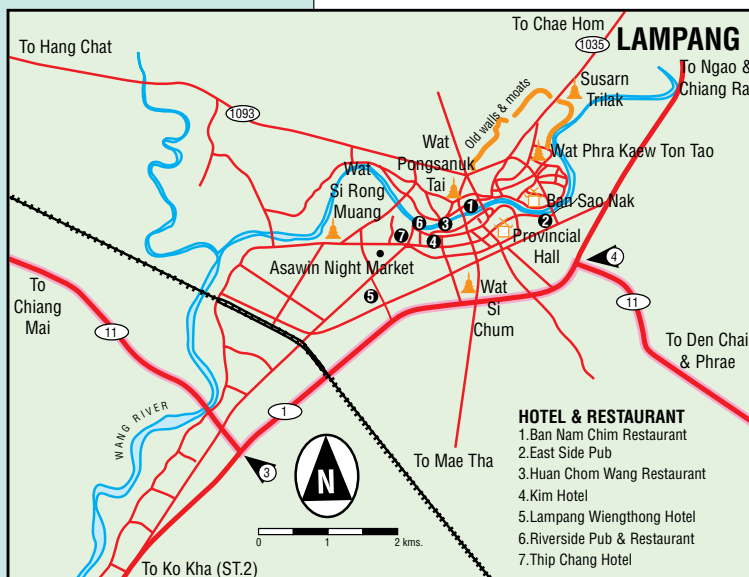 To Chae Hom
1035
LAMPANG
To Hang Chat
To Ngao &
Chiang Ra
Susarn
Trilak
1093
Old walls & moats
Wat
Pongsanuk
Tai
Wat Phra Kaew Ton Tao
Wat
Si Rong
Muang
Ban Sao Nak
1
2
3
6
7
4
Provincial
Hall
Asawin Night Market
4
To
Chiang
Mai
5
Wat
Si
Chum
11
11
To Den Chai
& Phrae
WANG RIVER
1
3
N
To Mae Tha
0 1 2 kms.
To Ko Kha (ST.2)
HOTEL & RESTAURANT
1.Ban Nam Chim Restaurant
2.East Side Pub
3.Huan Chom Wang Restaurant
4.Kim Hotel
5.Lampang Wiengthong Hotel
6.Riverside Pub & Restaurant
7.Thip Chang Hotel